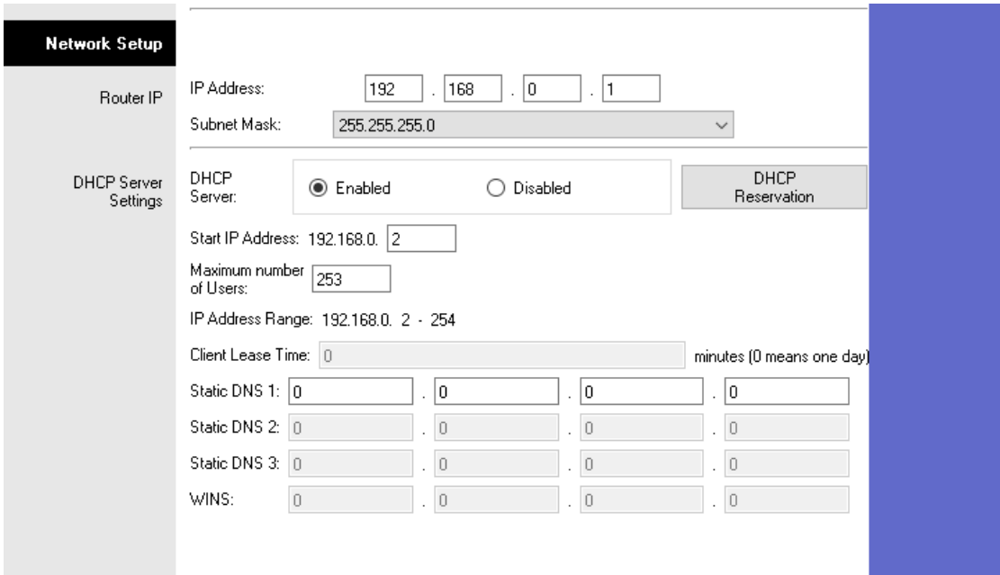 Network Setup
Router IP
IP Address: 192 . 168 . 0 . 1
Subnet Mask: 255.255.255.0
DHCP Server
Settings
DHCP
Server:
Enabled Disabled
DHCP
Reservation
Start IP Address: 192.168.0. 2
Maximum number
of Users:
253
IP Address Range: 192.168.0. 2 - 254
Client Lease Time: 0 minutes (0 means one day)
Static DNS 1: 0 . 0 . 0 . 0
Static DNS 2: 0 . 0 . 0 . 0
Static DNS 3: 0 . 0 . 0 . 0
WINS: 0 . 0 . 0 . 0